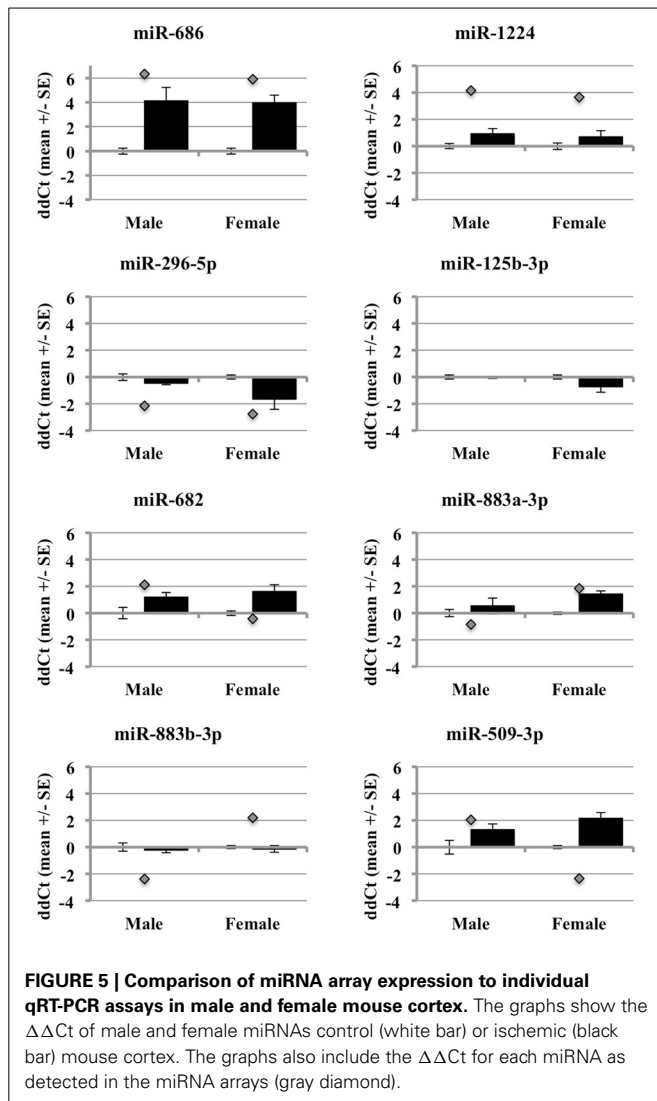 miR-686
miR-1224
ddCt (mean +/- SE)
6
4
2
0
-2
-4
Male
Female
ddCt (mean +/- SE)
6
4
2
0
-2
-4
Male
Female
miR-296-5p
miR-125b-3p
ddCt (mean +/- SE)
6
4
2
0
-2
-4
Male
Female
ddCt (mean +/- SE)
6
4
2
0
-2
-4
Male
Female
miR-682
miR-883a-3p
ddCt (mean +/- SE)
6
4
2
0
-2
-4
Male
Female
ddCt (mean +/- SE)
6
4
2
0
-2
-4
Male
Female
miR-883b-3p
miR-509-3p
ddCt (mean +/- SE)
6
4
2
0
-2
-4
Male
Female
ddCt (mean +/- SE)
6
4
2
0
-2
-4
Male
Female
FIGURE 5 | Comparison of miRNA array expression to individual
qRT-PCR assays in male and female mouse cortex. The graphs show the
ΔΔCt of male and female miRNAs control (white bar) or ischemic (black
bar) mouse cortex. The graphs also include the ΔΔCt for each miRNA as
detected in the miRNA arrays (gray diamond).